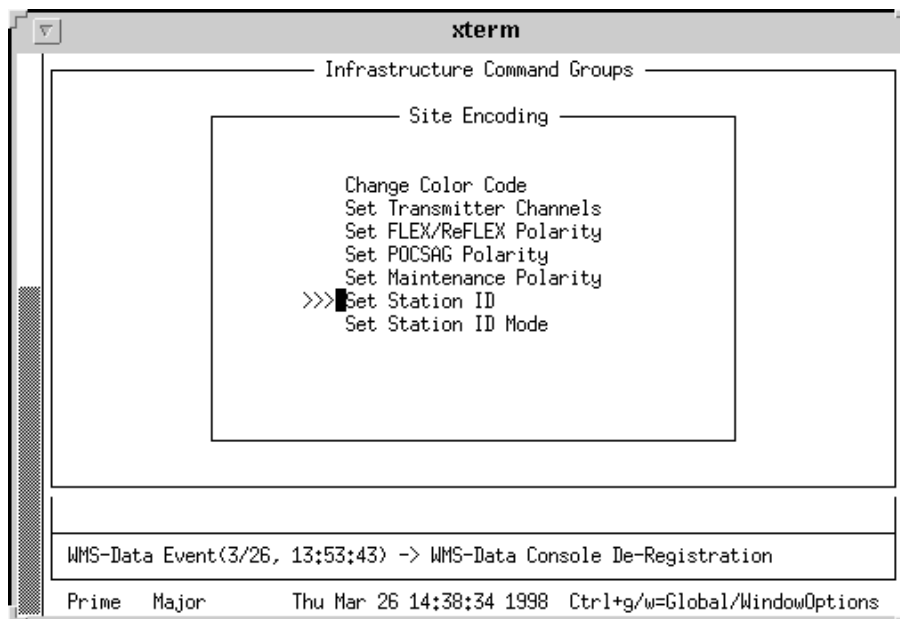 xterm
Infrastructure Command Groups
Site Encoding
Change Color Code
Set Transmitter Channels
Set FLEX/ReFLEX Polarity
Set POCSAG Polarity
Set Maintenance Polarity
>>> Set Station ID
Set Station ID Mode
WMS-Data Event(3/26, 13:53:43) -> WMS-Data Console De-Registration
Prime Major Thu Mar 26 14:38:34 1998 Ctrl+g/w=Global/WindowOptions